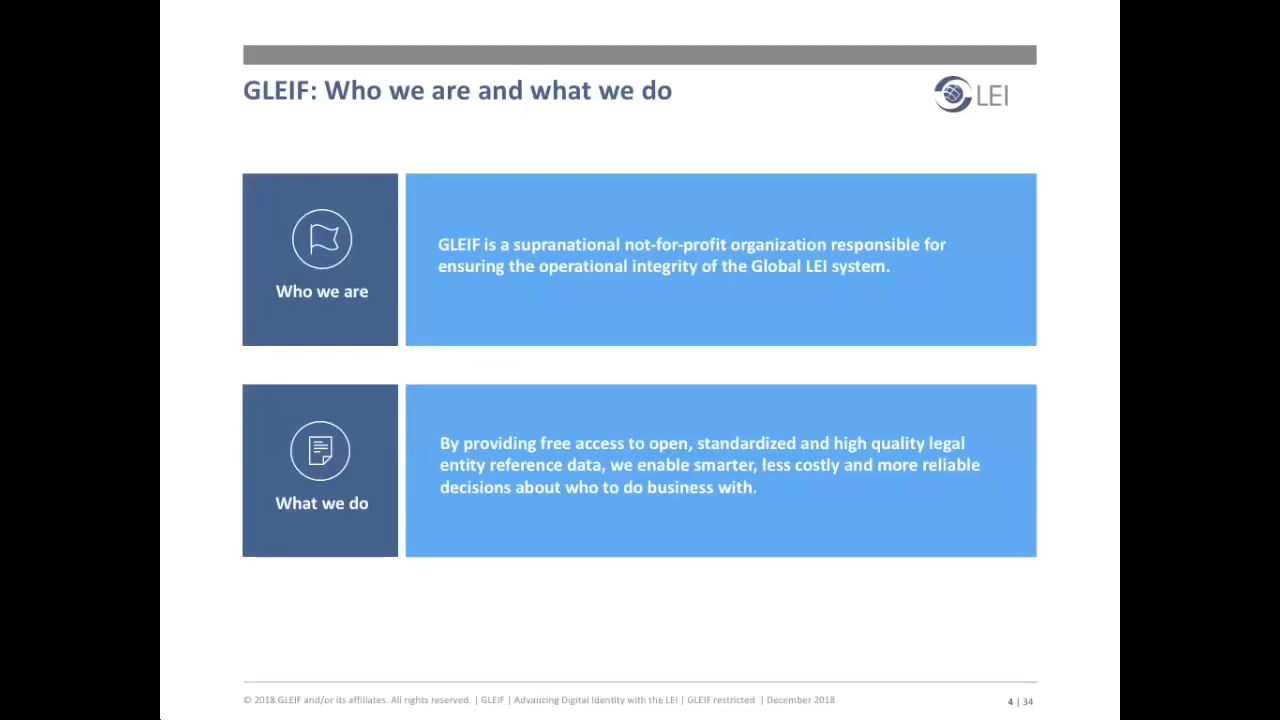 GLEIF: Who we are and what we do
LEI
Who we are
GLEIF is a supranational not-for-profit organization responsible for
ensuring the operational integrity of the Global LEI system.
What we do
By providing free access to open, standardized and high quality legal
entity reference data, we enable smarter, less costly and more reliable
decisions about who to do business with.
© 2018 GLEIF and/or its affiliates. All rights reserved. | GLEIF | Advancing Digital Identity with the LEI | GLEIF restricted | December 2018
4 | 34